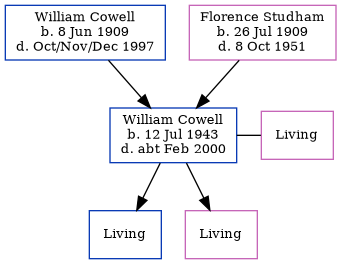 William Cowell
b. 8 Jun 1909
d. Oct/Nov/Dec 1997
Florence Studham
b. 26 Jul 1909
d. 8 Oct 1951
William Cowell
b. 12 Jul 1943
d. abt Feb 2000
Living
Living
Living